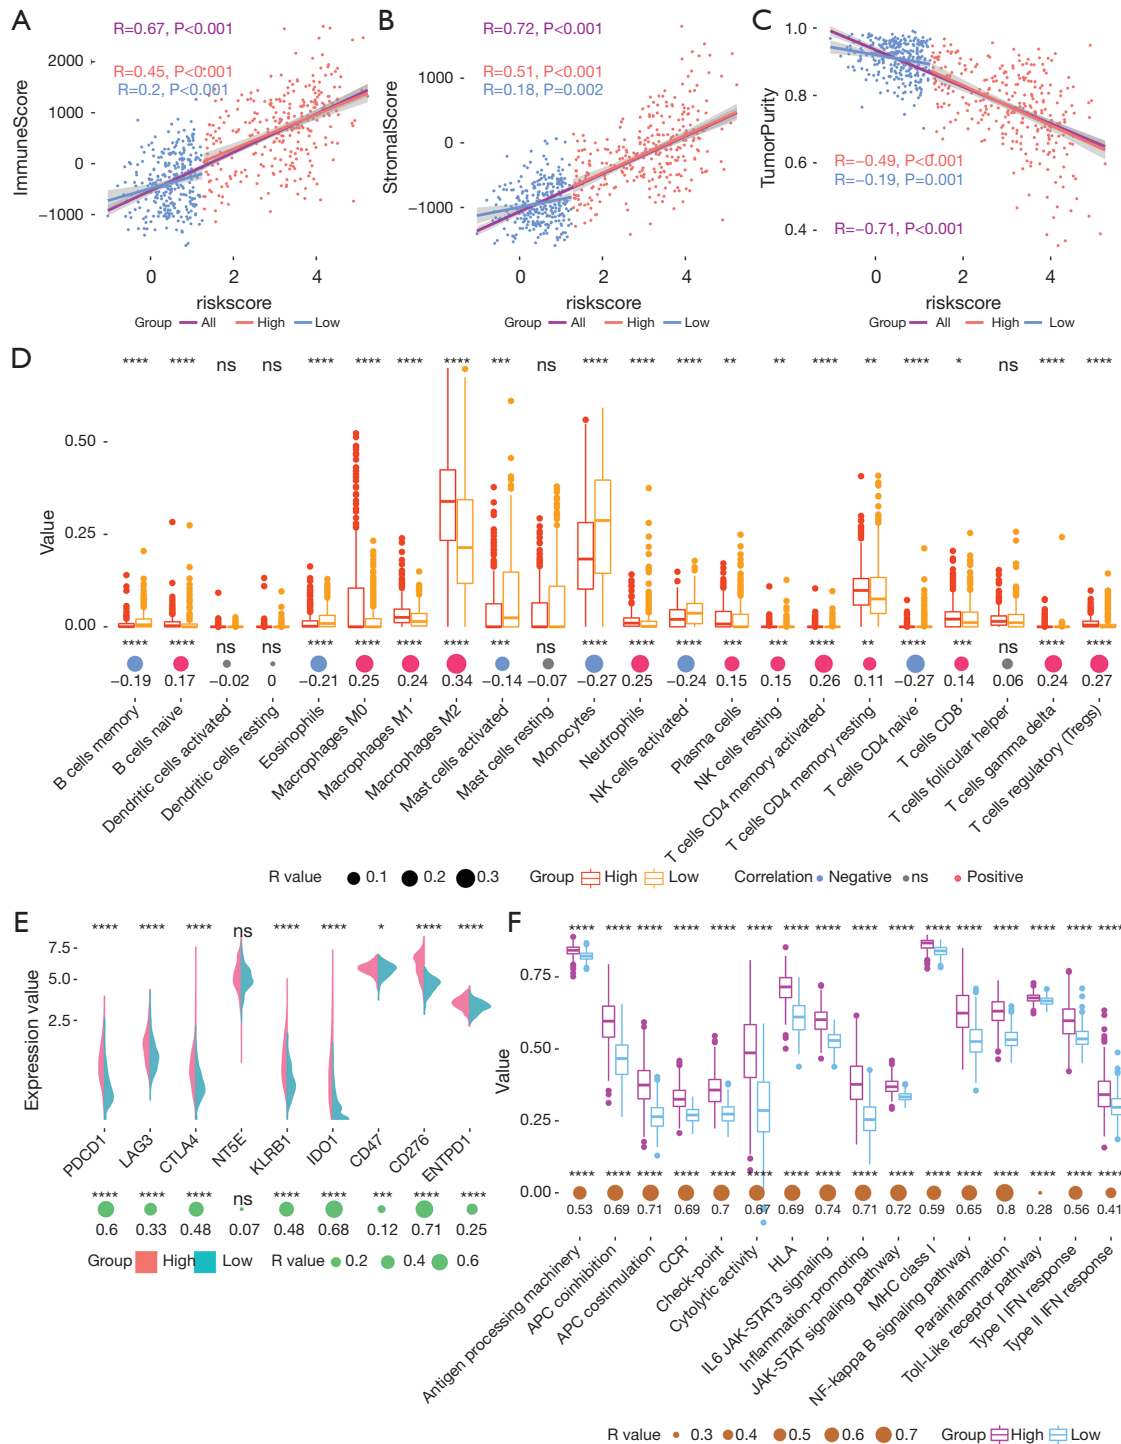 A
B
C
R=0.67, P<0.001
R=0.45, P<0.001
R=0.2, P<0.001
ImmuneScore
2000
1000
0
−1000
0 2 4
riskscore
Group All High Low
R=0.72, P<0.001
R=0.51, P<0.001
R=0.18, P=0.002
StromalScore
1000
0
−1000
0 2 4
riskscore
Group All High Low
TumorPurity
1.0
0.8
0.6
0.4
R=−0.49, P<0.001
R=−0.19, P=0.001
R=−0.71, P<0.001
0 2 4
riskscore
Group All High Low
D
**** **** ns ns **** **** **** **** *** ns **** **** **** ** ** **** ** **** * ns **** ****
Value
0.50
0.25
0.00
**** **** ns **** **** **** **** *** ns **** **** **** *** *** **** ** **** *** ns **** ****
−0.19 0.17 −0.02 0 −0.21 0.25 0.24 0.34 −0.14 −0.07 −0.27 0.25 −0.24 0.15 0.15 0.26 0.11 −0.27 0.14 0.06 0.24 0.27
B cells memory
B cells naive
Dendritic cells activated
Dendritic cells resting
Eosinophils
Macrophages M0
Macrophages M1
Macrophages M2
Mast cells activated
Mast cells resting
Monocytes
Neutrophils
NK cells activated
Plasma cells
NK cells resting
T cells CD4 memory activated
T cells CD4 memory resting
T cells CD4 naive
T cells CD8
T cells follicular helper
T cells gamma delta
T cells regulatory (Tregs)
R value 0.1 0.2 0.3 Group High Low Correlation Negative ns Positive
E
**** **** **** ns **** **** * **** ****
Expression value
7.5
5.0
2.5
PDCD1
LAG3
CTLA4
NT5E
KLRB1
IDO1
CD47
CD276
ENTPD1
**** **** **** ns **** **** *** **** ****
0.6 0.33 0.48 0.07 0.48 0.68 0.12 0.71 0.25
Group High Low R value 0.2 0.4 0.6
F
**** **** **** **** **** **** **** **** **** **** **** **** **** **** **** ****
Value
0.75
0.50
0.25
0.00
**** **** **** **** **** **** **** **** **** **** **** **** **** **** **** ****
0.53 0.69 0.71 0.69 0.7 0.67 0.69 0.74 0.71 0.72 0.59 0.65 0.8 0.28 0.56 0.41
Antigen processing machinery
APC coinhibition
APC costimulation
CCR
Check-point
Cytolytic activity
HLA
IL6 JAK-STAT3 signaling
Inflammation-promoting
JAK-STAT signaling pathway
MHC class I
NF-kappa B signaling pathway
Parainflammation
Toll-Like receptor pathway
Type I IFN response
Type II IFN response
R value 0.3 0.4 0.5 0.6 0.7 Group High Low